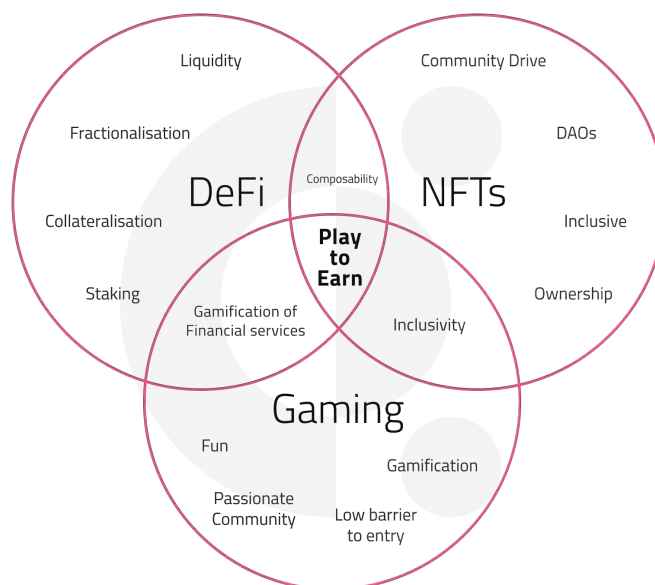 Liquidity
Community Drive
Fractionalisation
DAOs
Composability
DeFi
NFTs
Collateralisation
Inclusive
Play
to
Earn
Staking
Ownership
Gamification of
Financial services
Inclusivity
Gaming
Fun
Gamification
Passionate
Community
Low barrier
to entry